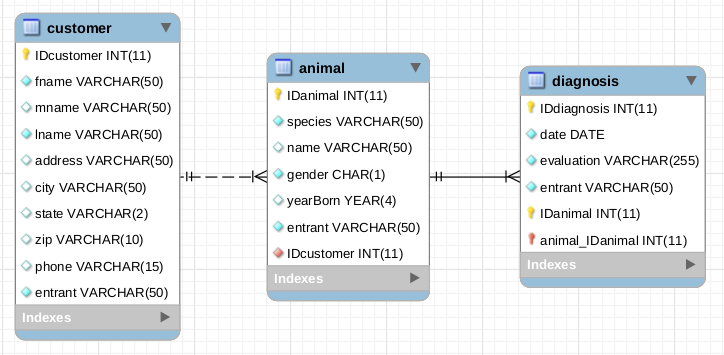 customer
IDcustomer INT(11)
fname VARCHAR(50)
mname VARCHAR(50)
lname VARCHAR(50)
address VARCHAR(50)
city VARCHAR(50)
state VARCHAR(2)
zip VARCHAR(10)
phone VARCHAR(15)
entrant VARCHAR(50)
Indexes
animal
IDanimal INT(11)
species VARCHAR(50)
name VARCHAR(50)
gender CHAR(1)
yearBorn YEAR(4)
entrant VARCHAR(50)
IDcustomer INT(11)
Indexes
diagnosis
IDdiagnosis INT(11)
date DATE
evaluation VARCHAR(255)
entrant VARCHAR(50)
IDanimal INT(11)
animal_IDanimal INT(11)
Indexes